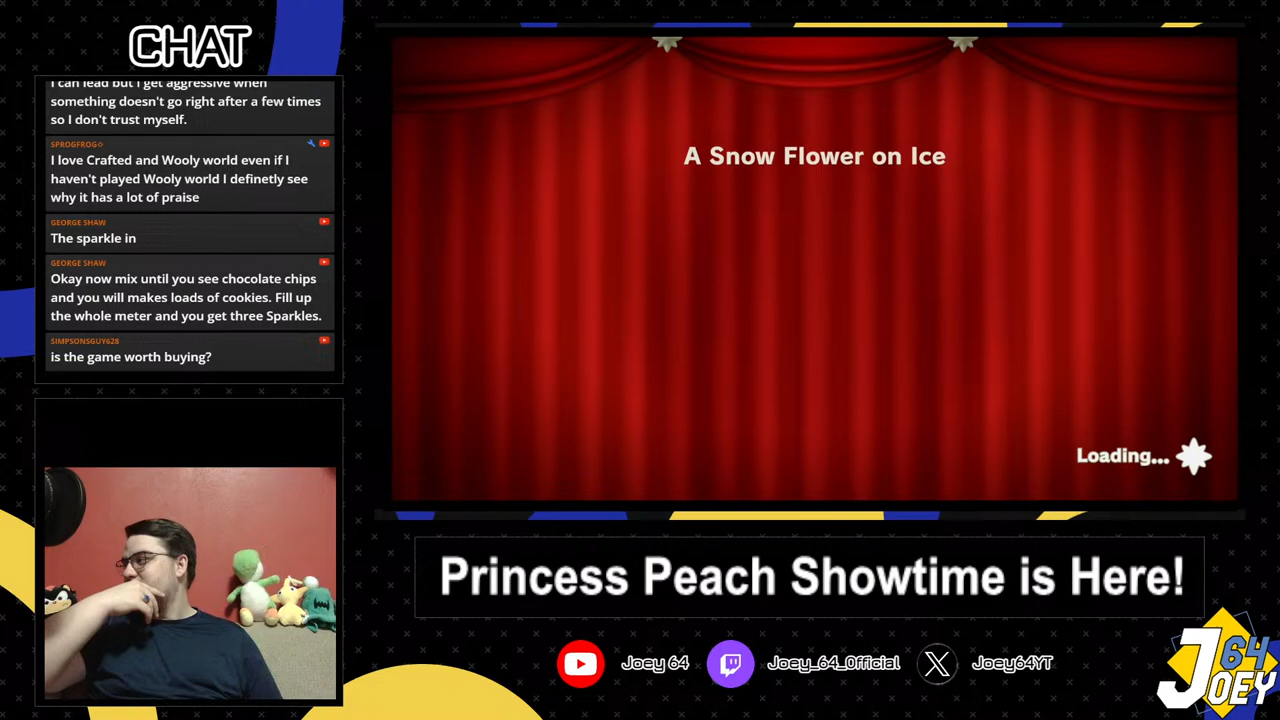 CHAT
I can lead but I get aggressive when
something doesn't go right after a few times
so I don't trust myself.
SPROGFROG
I love Crafted and Wooly world even if I
haven't played Wooly world I definetly see
why it has a lot of praise
GEORGE SHAW
The sparkle in
GEORGE SHAW
Okay now mix until you see chocolate chips
and you will makes loads of cookies. Fill up
the whole meter and you get three Sparkles.
SIMPSONSGUY628
is the game worth buying?
A Snow Flower on Ice
Loading...
Princess Peach Showtime is Here!
Joey 64
Joey_64_Official
Joey64YT
64
JOEY